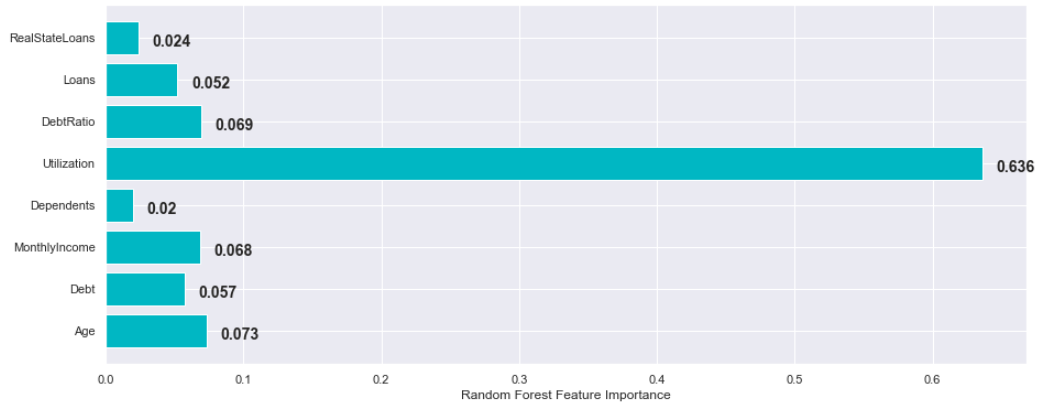 RealStateLoans
0.024
Loans
0.052
DebtRatio
0.069
Utilization
0.636
Dependents
0.02
MonthlyIncome
0.068
Debt
0.057
Age
0.073
0.0 0.1 0.2 0.3 0.4 0.5 0.6
Random Forest Feature Importance